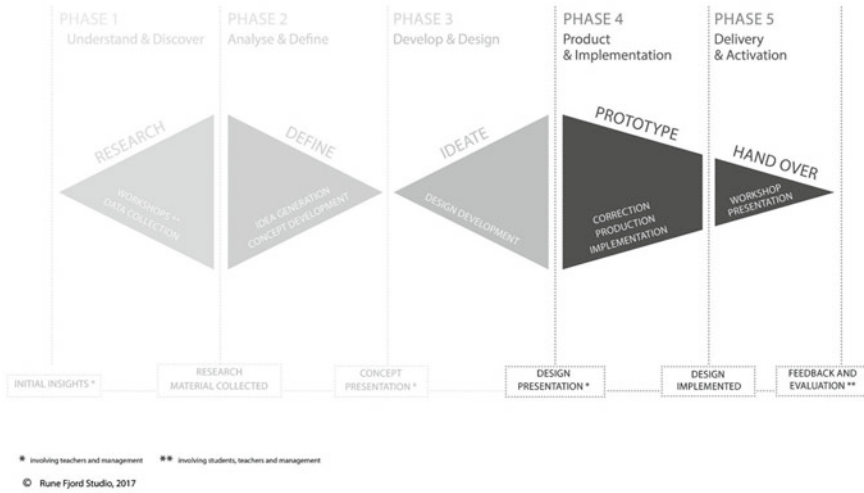 PHASE 1
Understand & Discover
PHASE 2
Analyse & Define
PHASE 3
Develop & Design
PHASE 4
Product
& Implementation
PHASE 5
Delivery
& Activation
RESEARCH
WORKSHOPS **
DATA COLLECTION
DEFINE
IDEA GENERATION
CONCEPT DEVELOPMENT
IDEATE
DESIGN DEVELOPMENT
PROTOTYPE
CORRECTION
PRODUCTION
IMPLEMENTATION
HAND OVER
WORKSHOP
PRESENTATION
INITIAL INSIGHTS *
RESEARCH
MATERIAL COLLECTED
CONCEPT
PRESENTATION *
DESIGN
PRESENTATION *
DESIGN
IMPLEMENTED
FEEDBACK AND
EVALUATION **
* involving teachers and management ** involving students, teachers and management
© Rune Fjord Studio, 2017